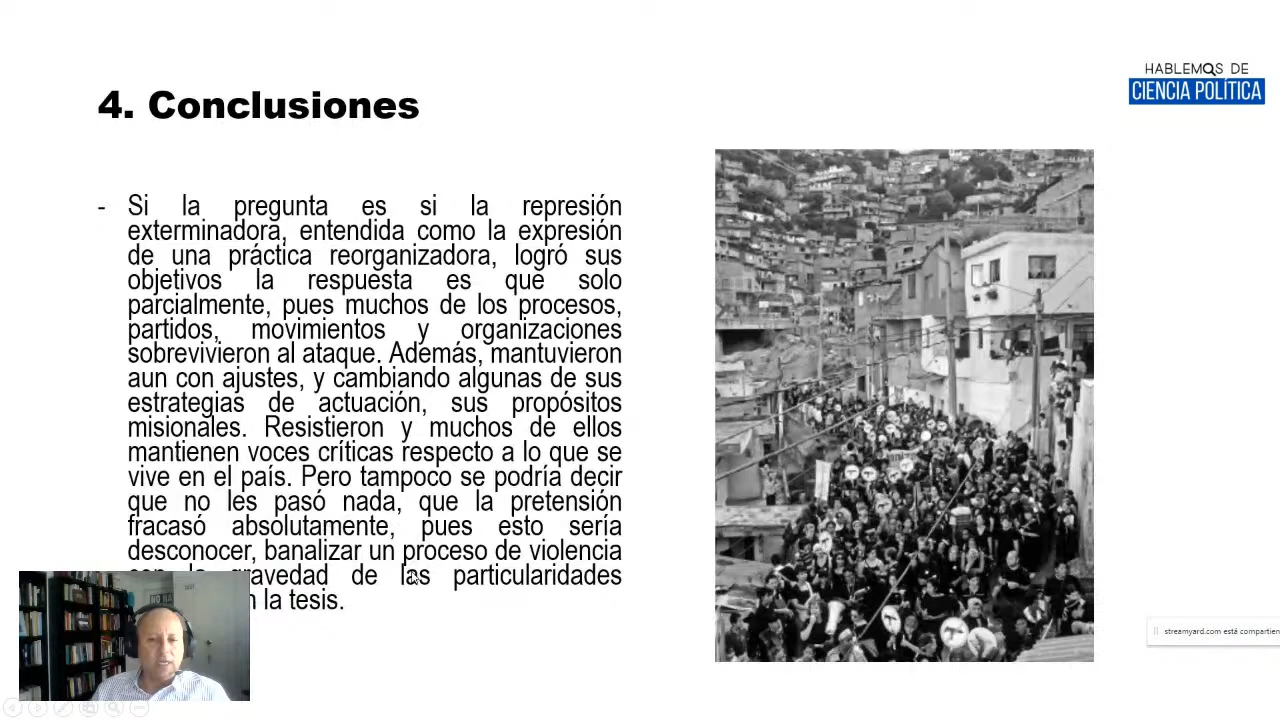 HABLEMOS DE
CIENCIA POLÍTICA
4. Conclusiones
- Si la pregunta es si la represión
exterminadora, entendida como la expresión
de una práctica reorganizadora, logró sus
objetivos la respuesta es que solo
parcialmente, pues muchos de los procesos,
partidos, movimientos y organizaciones
sobrevivieron al ataque. Además, mantuvieron
aun con ajustes, y cambiando algunas de sus
estrategias de actuación, sus propósitos
misionales. Resistieron y muchos de ellos
mantienen voces críticas respecto a lo que se
vive en el país. Pero tampoco se podría decir
que no les pasó nada, que la pretensión
fracasó absolutamente, pues esto sería
desconocer, banalizar un proceso de violencia
la gravedad de las particularidades
la tesis.
streamyard.com está compartien